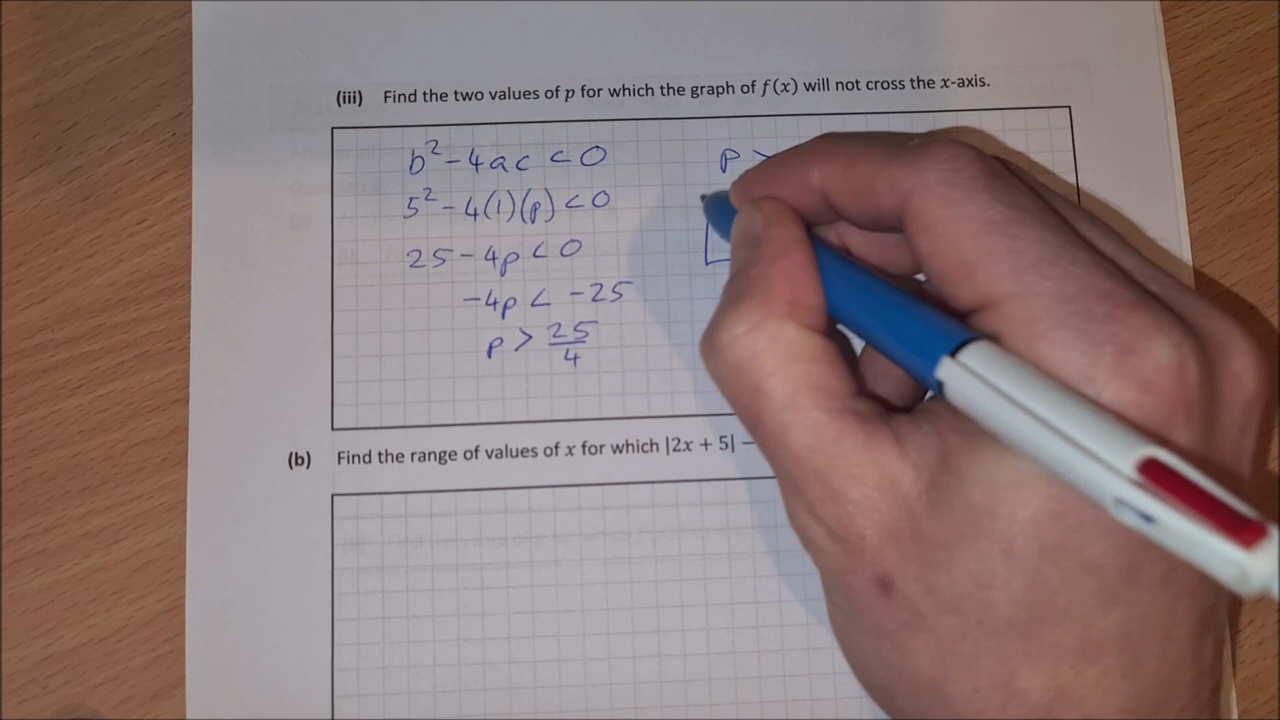 (iii) Find the two values of p for which the graph of f(x) will not cross the x-axis.
b² - 4ac < 0
5² - 4(1)(p) < 0
25 - 4p < 0
-4p < -25
p > 25/4
p >
(b) Find the range of values of x for which |2x + 5| −